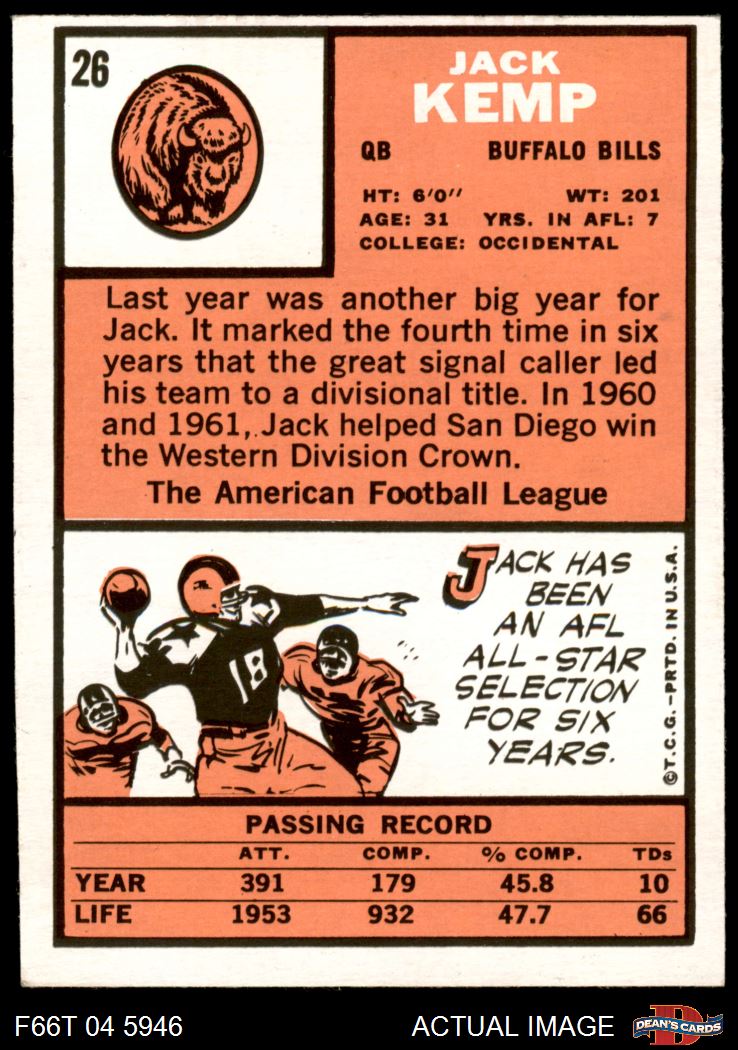 26
JACK
KEMP
QB BUFFALO BILLS
HT: 6'0'' WT: 201
AGE: 31 YRS. IN AFL: 7
COLLEGE: OCCIDENTAL
Last year was another big year for
Jack. It marked the fourth time in six
years that the great signal caller led
his team to a divisional title. In 1960
and 1961, Jack helped San Diego win
the Western Division Crown.
The American Football League
JACK HAS
BEEN
AN AFL
ALL-STAR
SELECTION
FOR SIX
YEARS.
18
©T.C.G.–PRTD. IN U.S.A.
PASSING RECORD
ATT. COMP. % COMP. TDs
YEAR 391 179 45.8 10
LIFE 1953 932 47.7 66
F66T 04 5946 ACTUAL IMAGE
D
DEAN'S CARDS